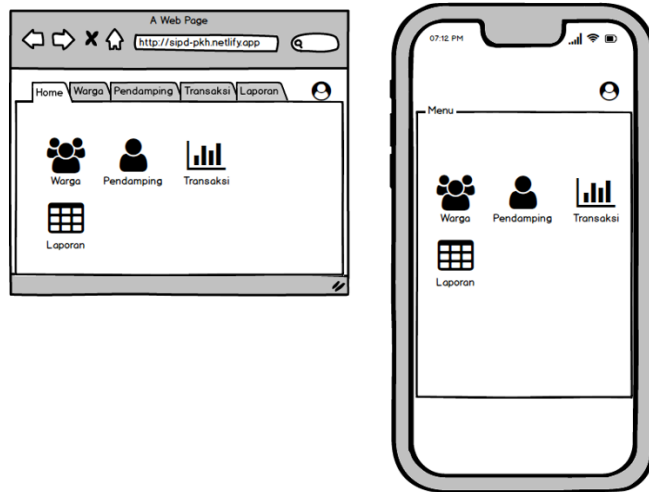 A Web Page
http://sipd-pkh.netlify.app
Home Warga Pendamping Transaksi Laporan
Warga Pendamping Transaksi
Laporan
07:12 PM
Menu
Warga Pendamping Transaksi
Laporan